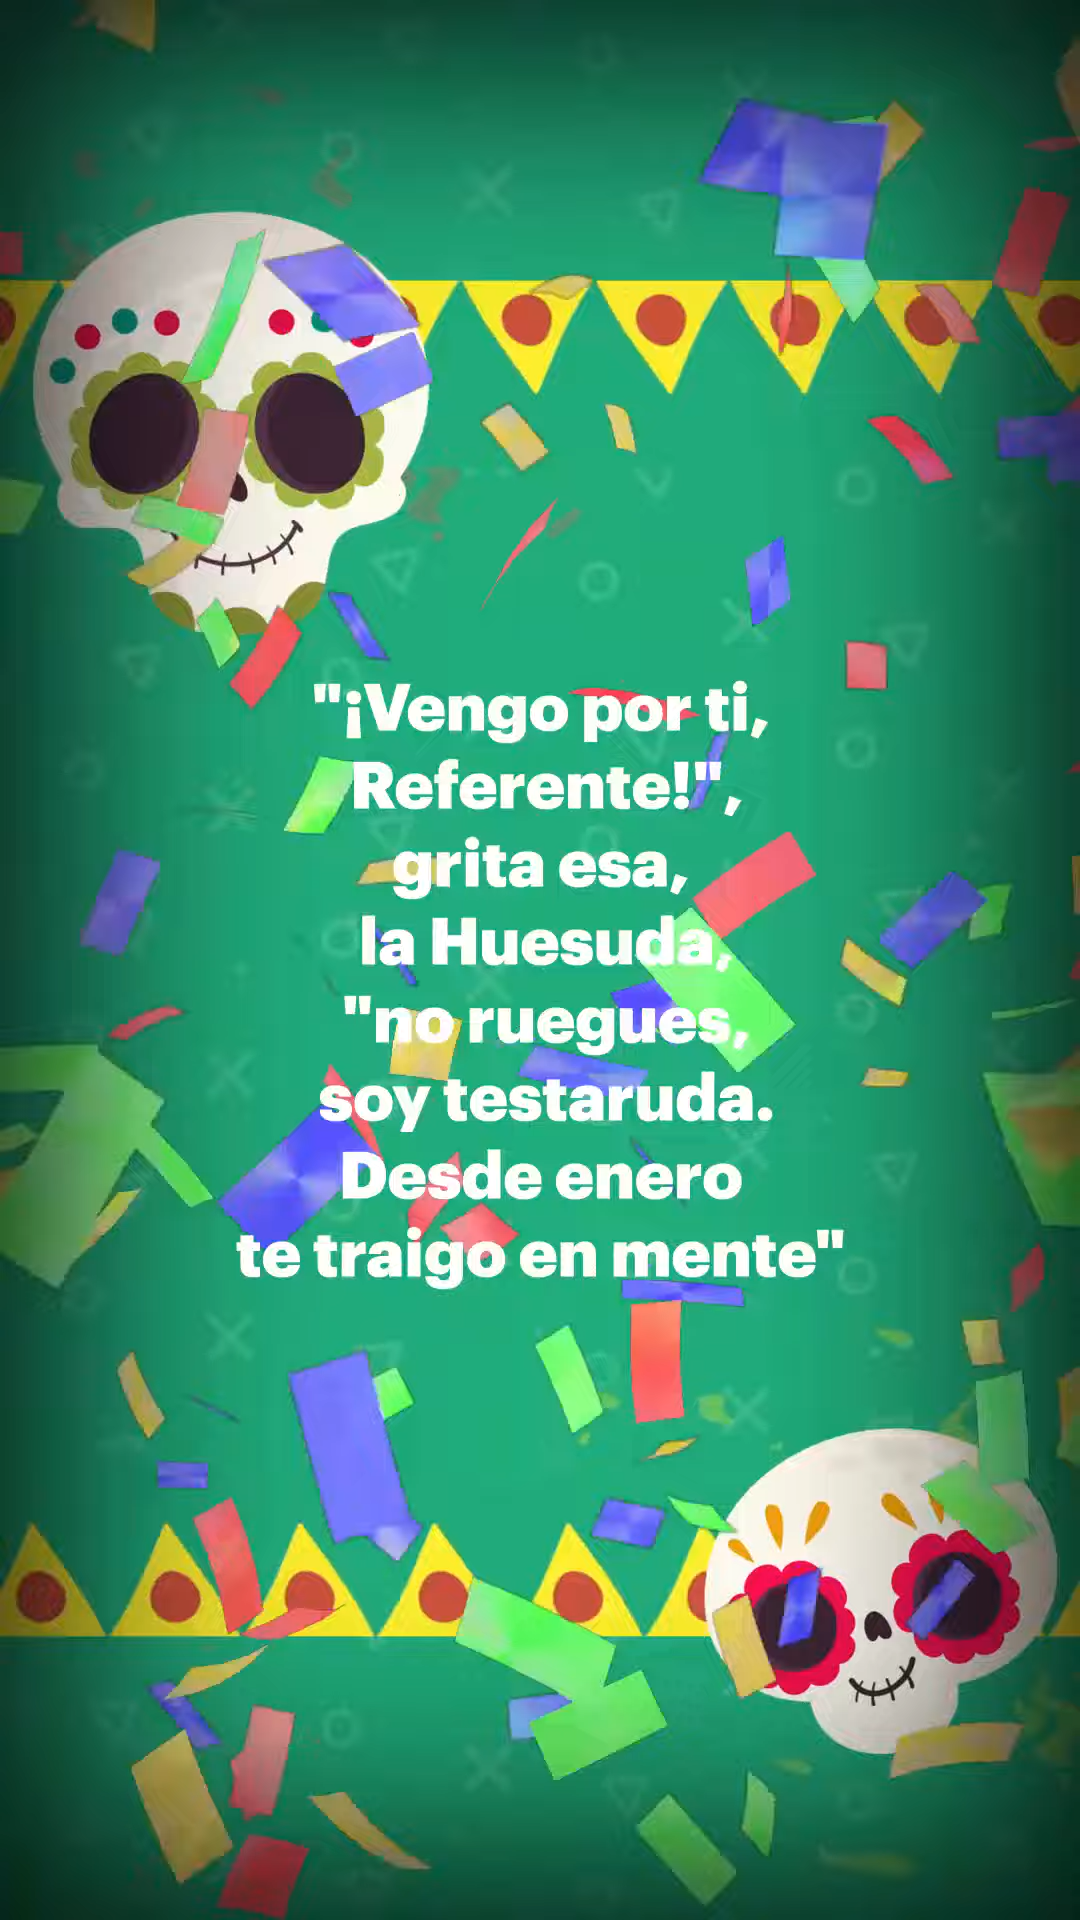 "¡Vengo por ti,
Referente!",
grita esa,
la Huesuda,
"no ruegues,
soy testaruda.
Desde enero
te traigo en mente"